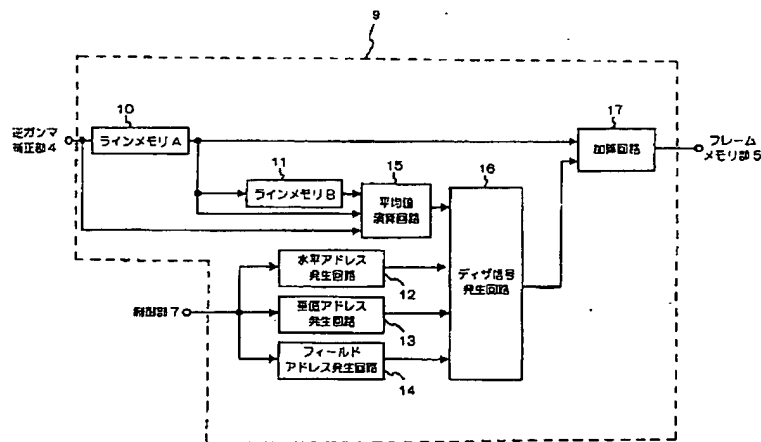 9
逆ガンマ
補正部4
10
ラインメモリA
17
加算回路
フレーム
メモリ部5
11
ラインメモリB
15
平均値
演算回路
16
ディザ信号
発生回路
水平アドレス
発生回路
12
制御部7
垂直アドレス
発生回路
13
フィールド
アドレス発生回路
14